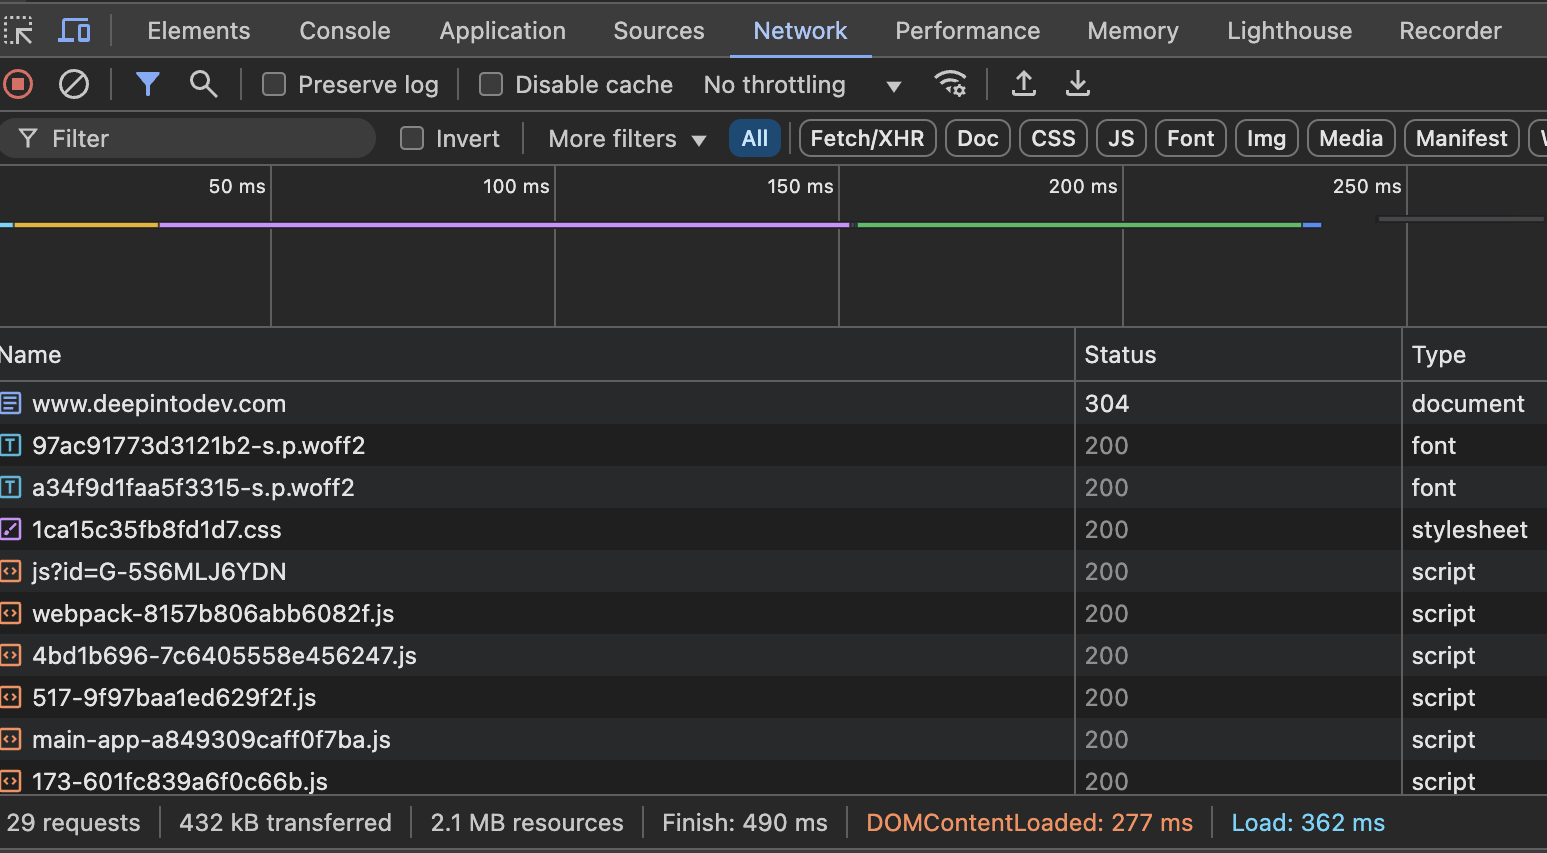 Elements Console Application Sources Network Performance Memory Lighthouse Recorder
Preserve log Disable cache No throttling
Filter Invert More filters All Fetch/XHR Doc CSS JS Font Img Media Manifest
50 ms 100 ms 150 ms 200 ms 250 ms
Name Status Type
www.deepintodev.com 304 document
97ac91773d3121b2-s.p.woff2 200 font
a34f9d1faa5f3315-s.p.woff2 200 font
1ca15c35fb8fd1d7.css 200 stylesheet
js?id=G-5S6MLJ6YDN 200 script
webpack-8157b806abb6082f.js 200 script
4bd1b696-7c6405558e456247.js 200 script
517-9f97baa1ed629f2f.js 200 script
main-app-a849309caff0f7ba.js 200 script
173-601fc839a6f0c66b.js 200 script
29 requests 432 kB transferred 2.1 MB resources Finish: 490 ms DOMContentLoaded: 277 ms Load: 362 ms